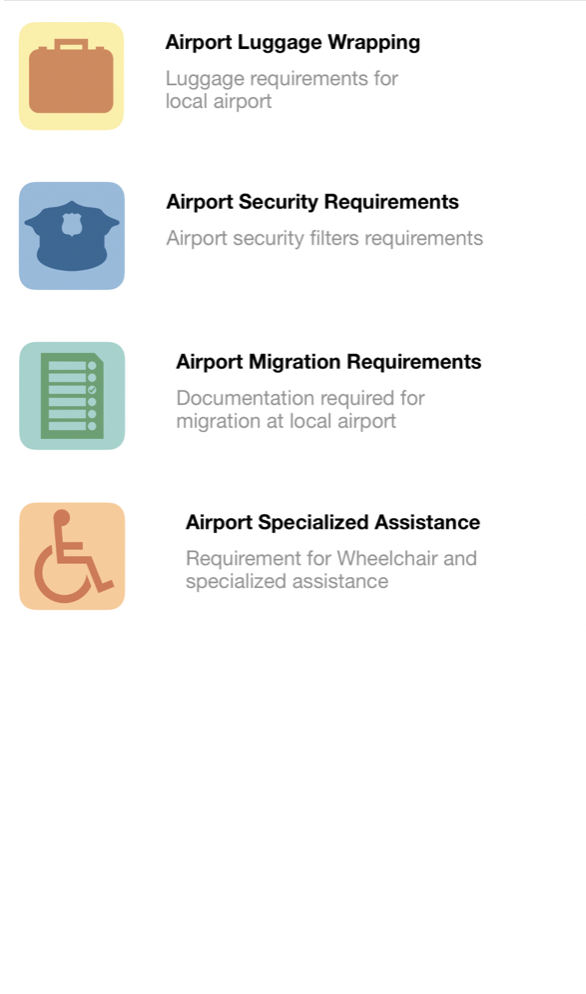 Airport Luggage Wrapping
Luggage requirements for
local airport
Airport Security Requirements
Airport security filters requirements
Airport Migration Requirements
Documentation required for
migration at local airport
Airport Specialized Assistance
Requirement for Wheelchair and
specialized assistance